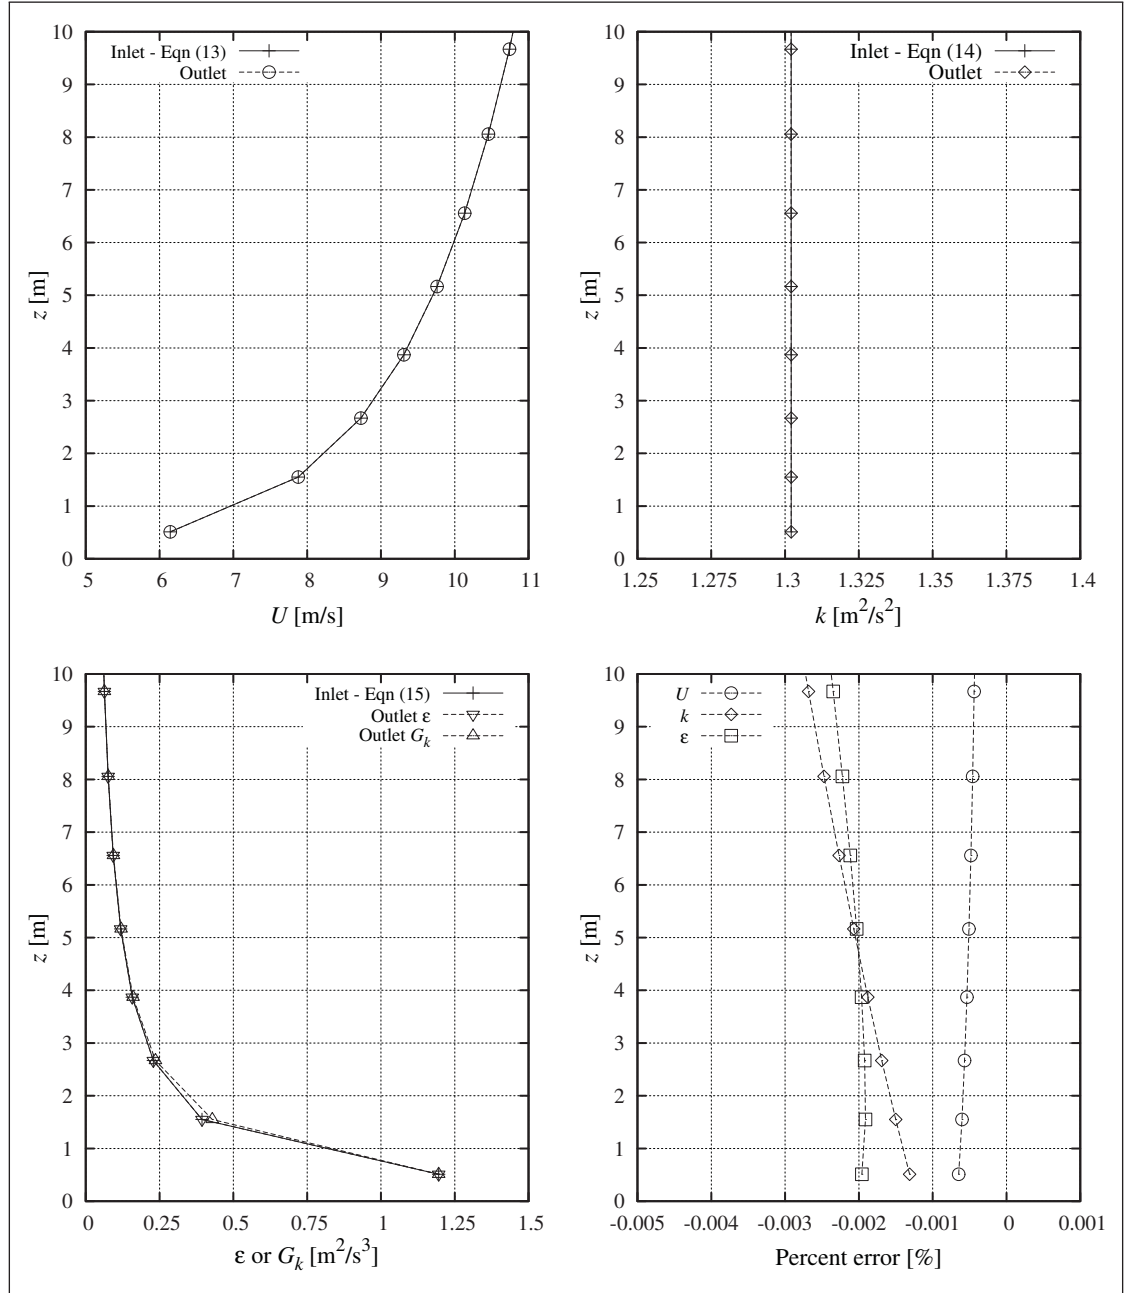 10
9
8
7
6
5
4
3
2
1
0
z [m]
Inlet - Eqn (13)
Outlet
5 6 7 8 9 10 11
U [m/s]
10
9
8
7
6
5
4
3
2
1
0
z [m]
Inlet - Eqn (14)
Outlet
1.25 1.275 1.3 1.325 1.35 1.375 1.4
k [m²/s²]
10
9
8
7
6
5
4
3
2
1
0
z [m]
Inlet - Eqn (15)
Outlet ε
Outlet Gₖ
0 0.25 0.5 0.75 1 1.25 1.5
ε or Gₖ [m²/s³]
10
9
8
7
6
5
4
3
2
1
0
z [m]
U
k
ε
-0.005 -0.004 -0.003 -0.002 -0.001 0 0.001
Percent error [%]